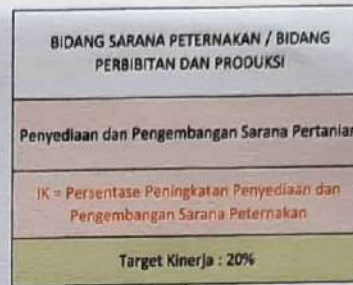 BIDANG SARANA PETERNAKAN / BIDANG
PERBIBITAN DAN PRODUKSI
Penyediaan dan Pengembangan Sarana Pertanian
IK = Persentase Peningkatan Penyediaan dan
Pengembangan Sarana Peternakan
Target Kinerja : 20%